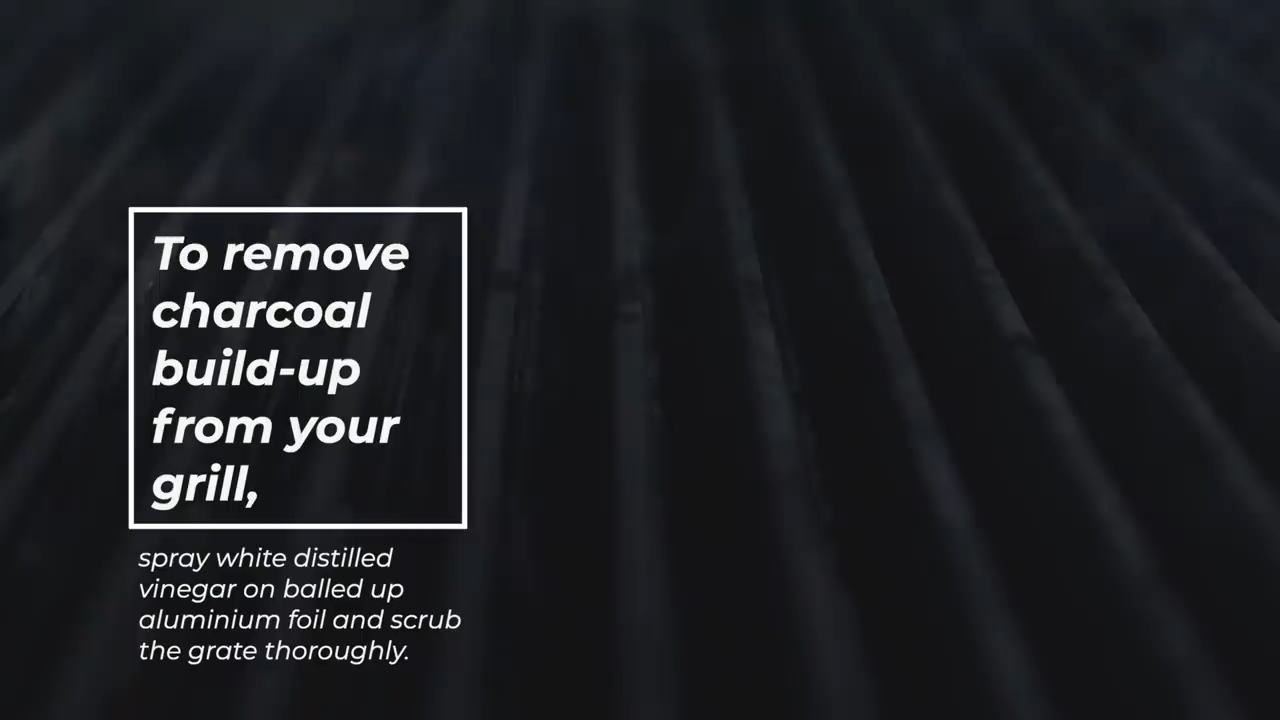 To remove
charcoal
build-up
from your
grill,
spray white distilled
vinegar on balled up
aluminium foil and scrub
the grate thoroughly.